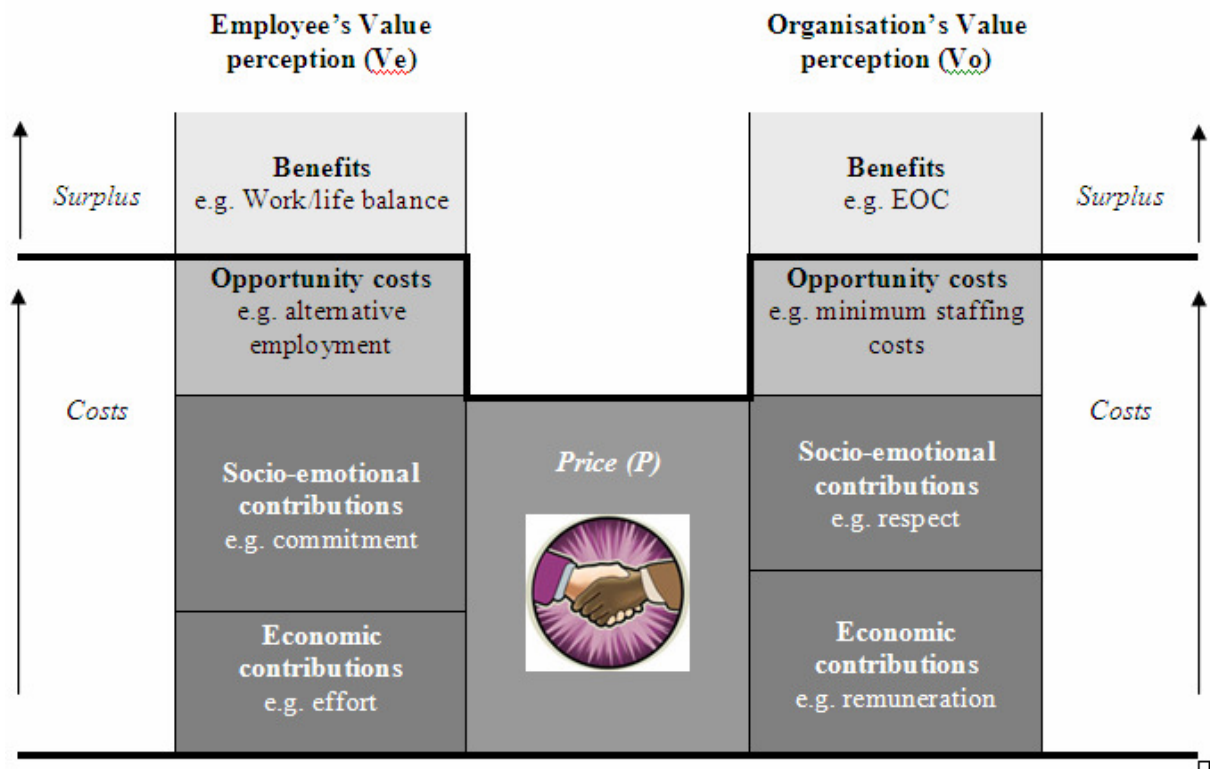 Employee's Value
perception (Ve)
Organisation's Value
perception (Vo)
Surplus
Benefits
e.g. Work/life balance
Benefits
e.g. EOC
Surplus
Costs
Opportunity costs
e.g. alternative
employment
Opportunity costs
e.g. minimum staffing
costs
Costs
Socio-emotional
contributions
e.g. commitment
Price (P)
Socio-emotional
contributions
e.g. respect
Economic
contributions
e.g. effort
Economic
contributions
e.g. remuneration